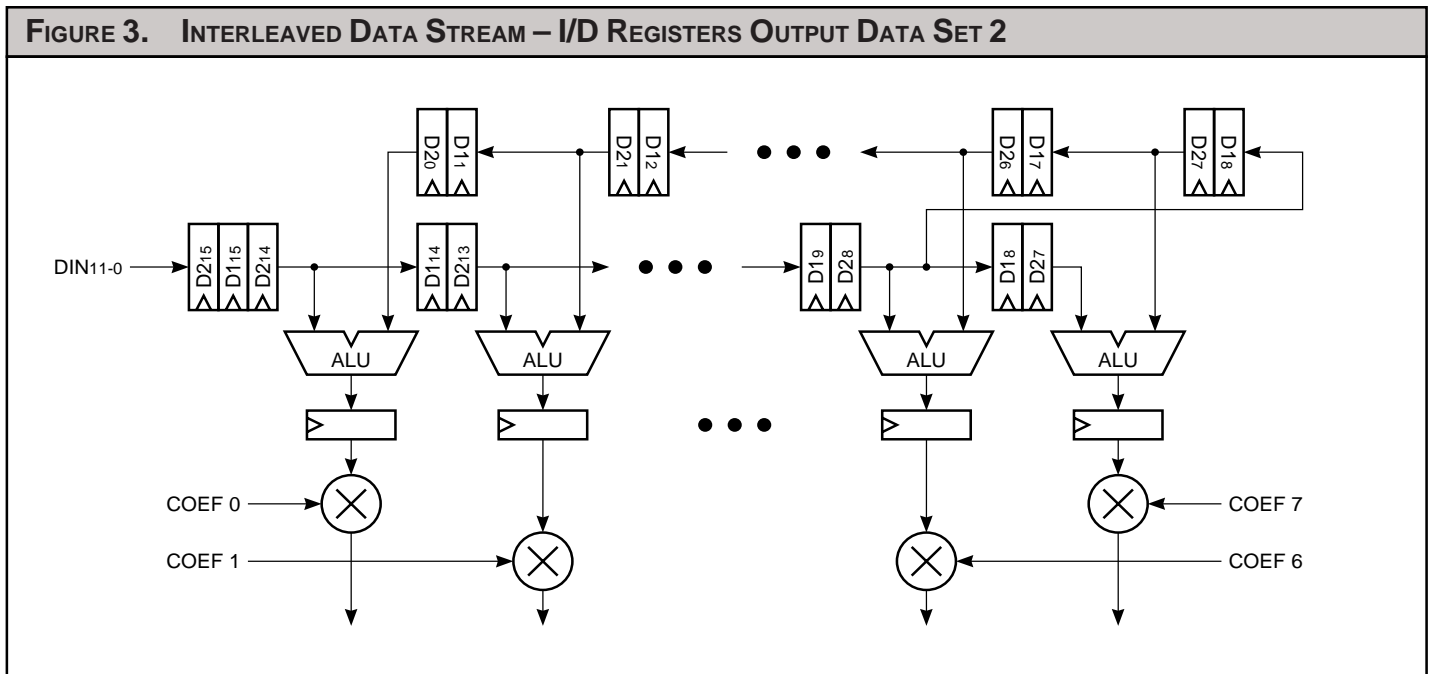 FIGURE 3. INTERLEAVED DATA STREAM – I/D REGISTERS OUTPUT DATA SET 2
D20 D11
D21 D12
D26 D17
D27 D18
DIN11-0
D215 D115 D214
D114 D213
D19 D28
D18 D27
ALU
ALU
ALU
ALU
COEF 0
COEF 7
COEF 1
COEF 6